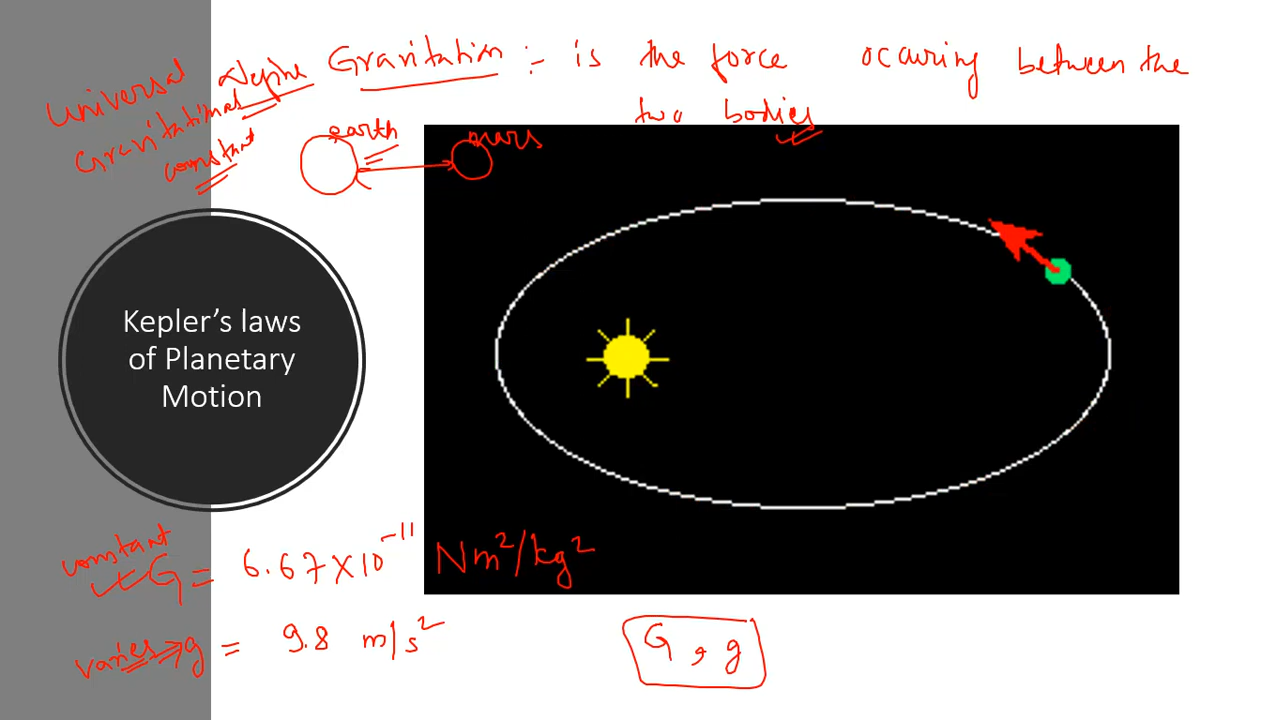 Define Gravitation :- is the force occuring between the
two bodies
Universal
Gravitational
constant
earth
mars
Kepler's laws
of Planetary
Motion
constant
G = 6.67 X 10⁻¹¹ Nm²/kg²
varies → g = 9.8 m/s²
G, g